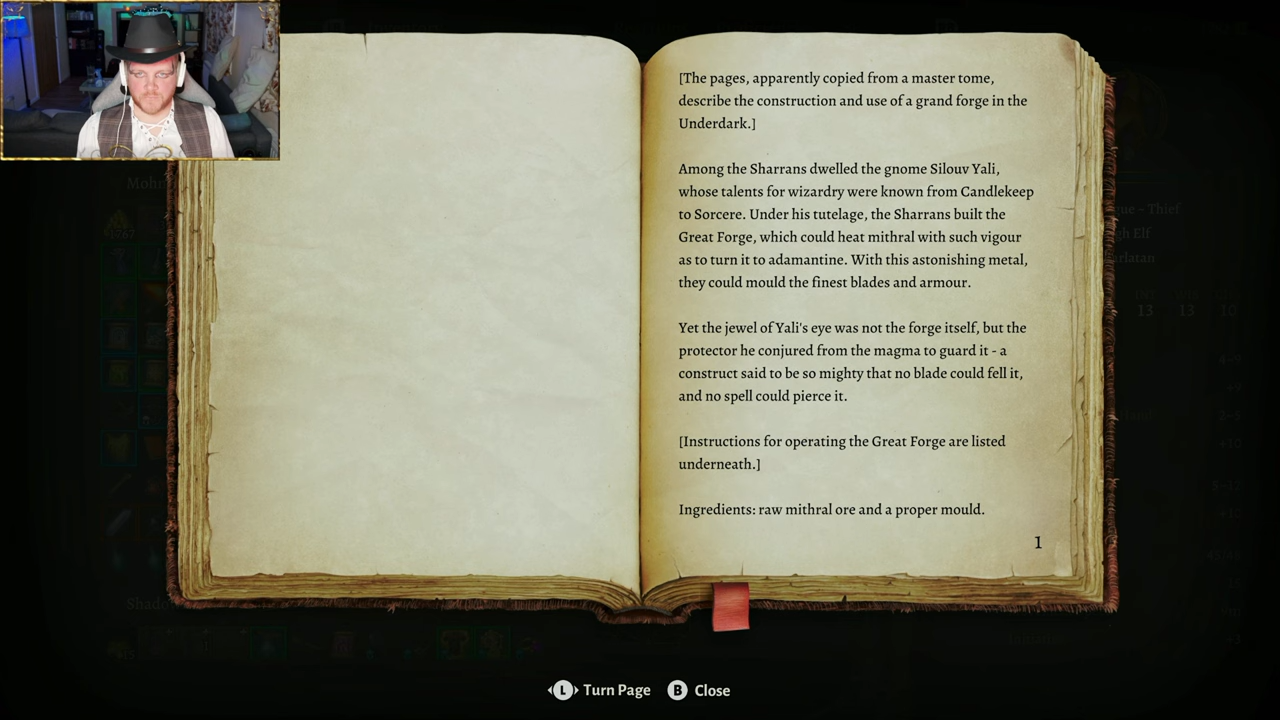 [The pages, apparently copied from a master tome,
describe the construction and use of a grand forge in the
Underdark.]
Among the Sharrans dwelled the gnome Silouv Yali,
whose talents for wizardry were known from Candlekeep
to Sorcere. Under his tutelage, the Sharrans built the
Great Forge, which could heat mithral with such vigour
as to turn it to adamantine. With this astonishing metal,
they could mould the finest blades and armour.
Yet the jewel of Yali's eye was not the forge itself, but the
protector he conjured from the magma to guard it - a
construct said to be so mighty that no blade could fell it,
and no spell could pierce it.
[Instructions for operating the Great Forge are listed
underneath.]
Ingredients: raw mithral ore and a proper mould.
1
L Turn Page B Close
Thief
Elf
13 13 10